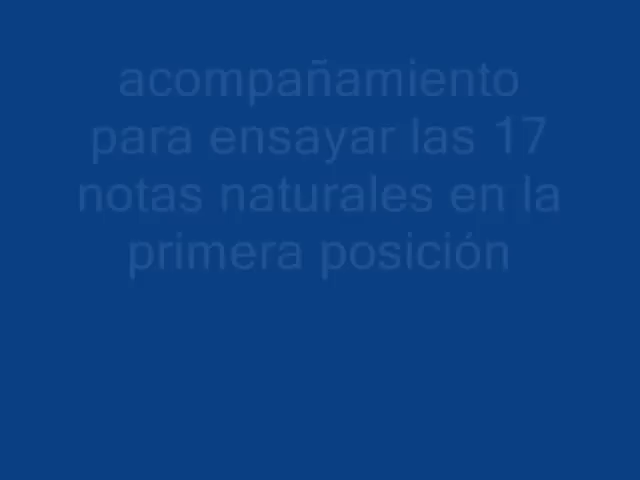 acompañamiento
para ensayar las 17
notas naturales en la
primera posición